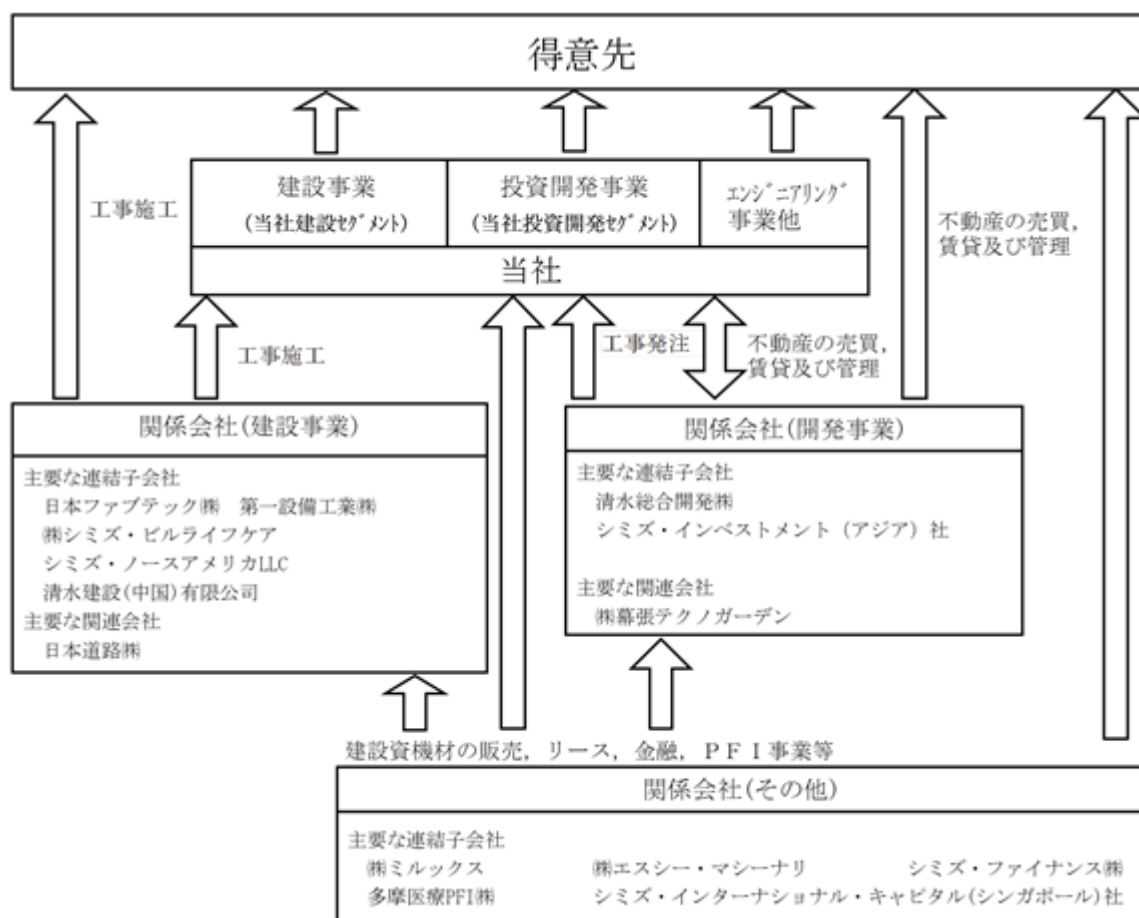 得意先
工事施工
建設事業
(当社建設ｾｸﾞﾒﾝﾄ)
投資開発事業
(当社投資開発ｾｸﾞﾒﾝﾄ)
ｴﾝｼﾞﾆｱﾘﾝｸﾞ
事業他
不動産の売買,
賃貸及び管理
当社
工事施工
工事発注
不動産の売買,
賃貸及び管理
関係会社(建設事業)
主要な連結子会社
日本ファブテック㈱　第一設備工業㈱
㈱シミズ・ビルライフケア
シミズ・ノースアメリカLLC
清水建設(中国)有限公司
主要な関連会社
日本道路㈱
関係会社(開発事業)
主要な連結子会社
清水総合開発㈱
シミズ・インベストメント（アジア）社
主要な関連会社
㈱幕張テクノガーデン
建設資機材の販売, リース, 金融, ＰＦＩ事業等
関係会社(その他)
主要な連結子会社
㈱ミルックス　㈱エスシー・マシーナリ　シミズ・ファイナンス㈱
多摩医療PFI㈱　シミズ・インターナショナル・キャピタル(シンガポール)社